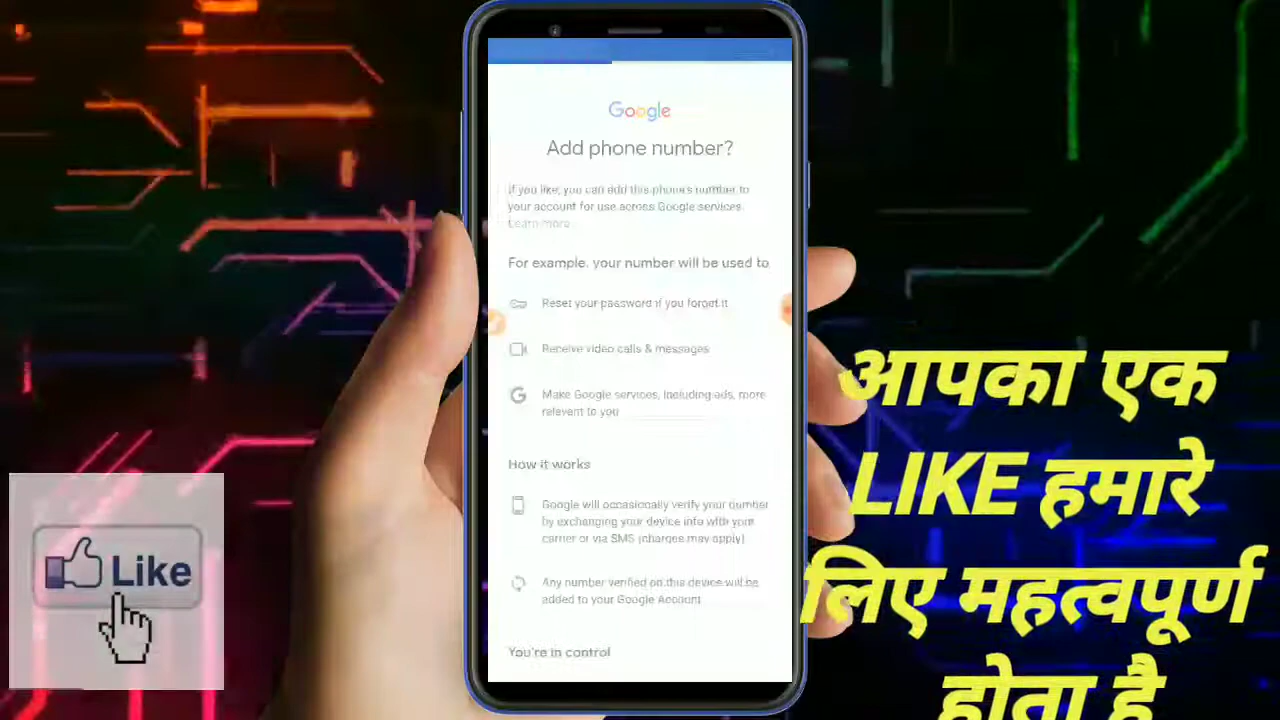 Google
Add phone number?
If you like, you can add this phone's number to
your account for use across Google services.
Learn more
For example, your number will be used to
Reset your password if you forget it
Receive video calls & messages
Make Google services, including ads, more
relevant to you
How it works
Google will occasionally verify your number
by exchanging your device info with your
carrier or via SMS (charges may apply)
Any number verified on this device will be
added to your Google Account
You're in control
Like
आपका एक
LIKE हमारे
लिए महत्वपूर्ण
होता है